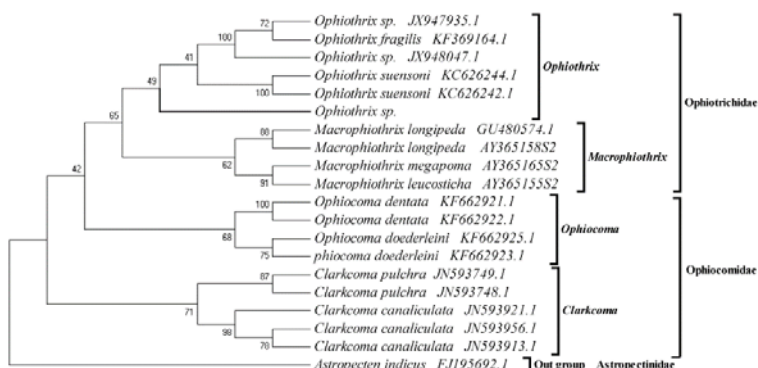 72 Ophiothrix sp. JX947935.1
100 Ophiothrix fragilis KF369164.1
41 Ophiothrix sp. JX948047.1
Ophiothrix suensoni KC626244.1 Ophiothrix
49 100 Ophiothrix suensoni KC626242.1 Ophiotrichidae
Ophiothrix sp.
65 88 Macrophiothrix longipeda GU480574.1
Macrophiothrix longipeda AY365158S2
62 Macrophiothrix megapoma AY365165S2 Macrophiothrix
42 91 Macrophiothrix leucosticha AY365155S2
100 Ophiocoma dentata KF662921.1
Ophiocoma dentata KF662922.1 Ophiocoma
68 Ophiocoma doederleini KF662925.1
75 phiocoma doederleini KF662923.1 Ophiocomidae
87 Clarkcoma pulchra JN593749.1
Clarkcoma pulchra JN593748.1
71 Clarkcoma canaliculata JN593921.1 Clarkcoma
98 Clarkcoma canaliculata JN593956.1
78 Clarkcoma canaliculata JN593913.1
Astropecten indicus FJ195692.1 Out group Astropectinidae